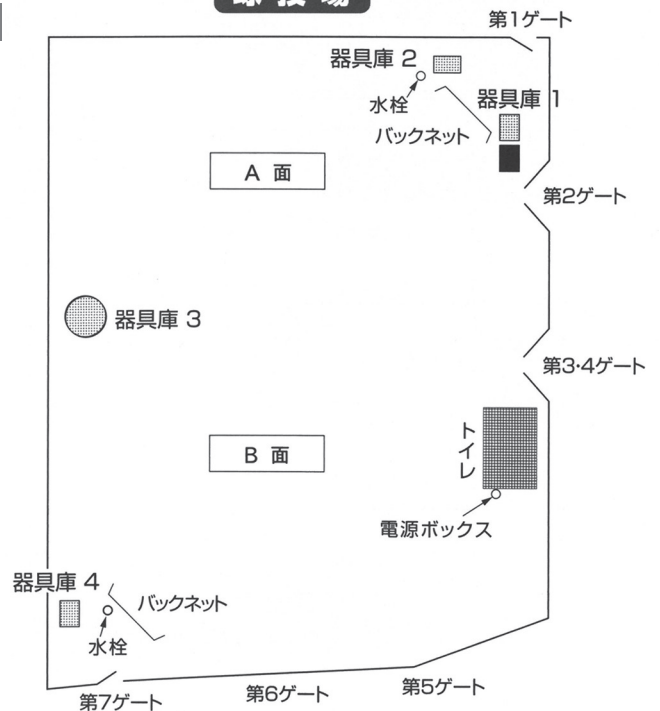 球技場
第1ゲート
器具庫 2
水栓
器具庫 1
バックネット
A 面
第2ゲート
器具庫 3
第3・4ゲート
トイレ
B 面
電源ボックス
器具庫 4
バックネット
水栓
第7ゲート
第6ゲート
第5ゲート